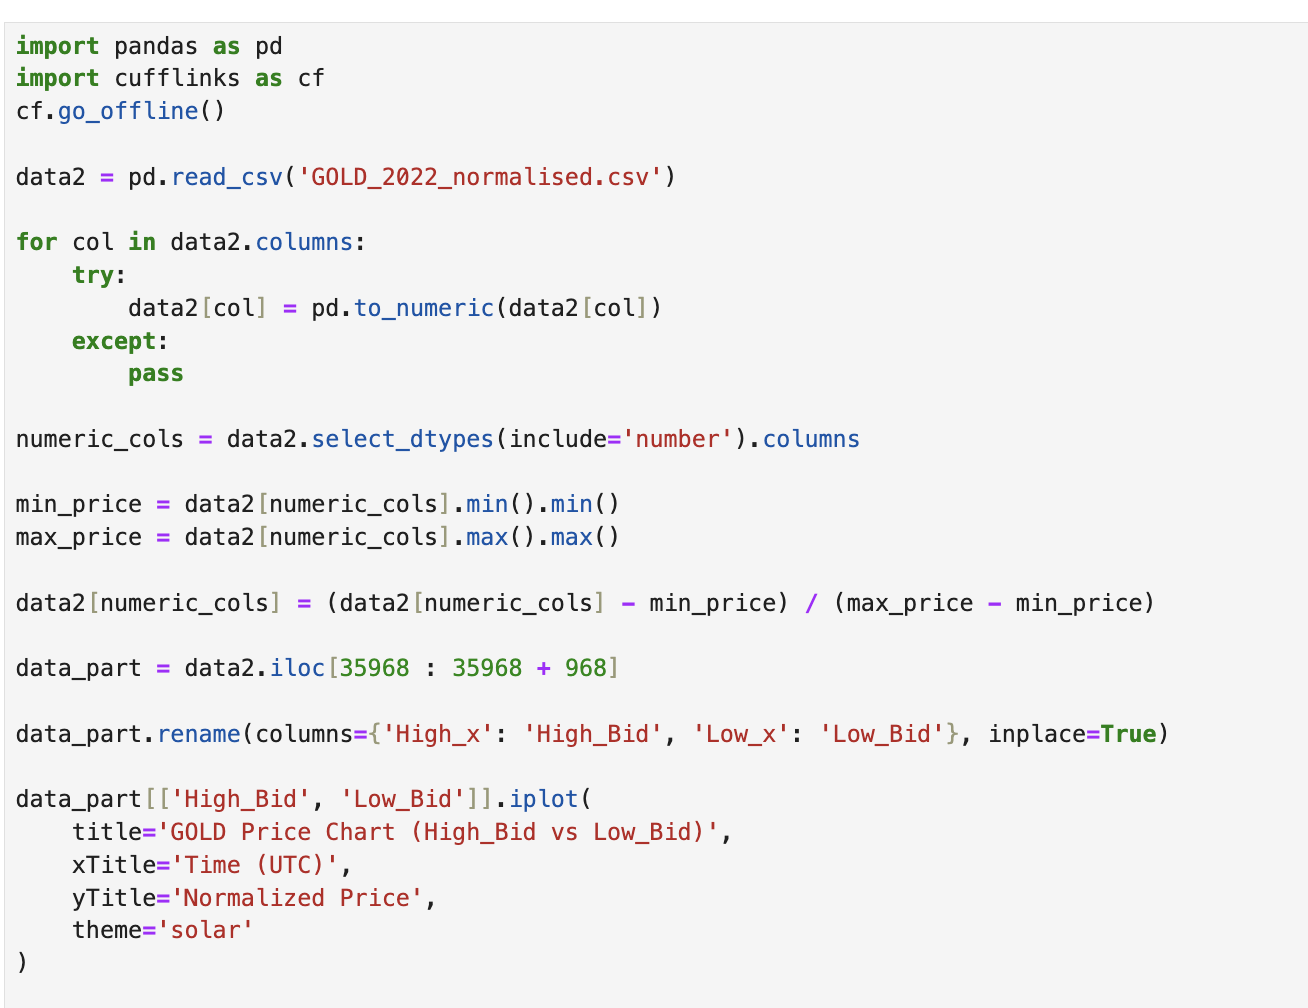 import pandas as pd
import cufflinks as cf
cf.go_offline()

data2 = pd.read_csv('GOLD_2022_normalised.csv')

for col in data2.columns:
    try:
        data2[col] = pd.to_numeric(data2[col])
    except:
        pass

numeric_cols = data2.select_dtypes(include='number').columns

min_price = data2[numeric_cols].min().min()
max_price = data2[numeric_cols].max().max()

data2[numeric_cols] = (data2[numeric_cols] - min_price) / (max_price - min_price)

data_part = data2.iloc[35968 : 35968 + 968]

data_part.rename(columns={'High_x': 'High_Bid', 'Low_x': 'Low_Bid'}, inplace=True)

data_part[['High_Bid', 'Low_Bid']].iplot(
    title='GOLD Price Chart (High_Bid vs Low_Bid)',
    xTitle='Time (UTC)',
    yTitle='Normalized Price',
    theme='solar'
)